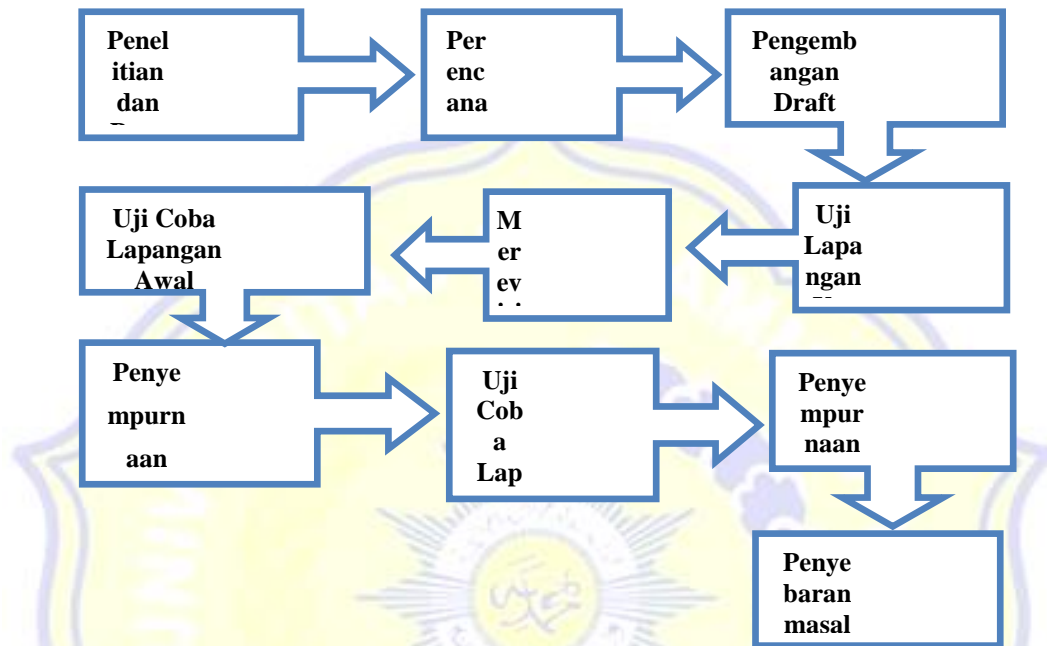 Penel
itian
dan
Per
enc
ana
Pengemb
angan
Draft
Uji
Lapa
ngan
M
er
ev
Uji Coba
Lapangan
Awal
Penye
mpurn
aan
Uji
Cob
a
Lap
Penye
mpur
naan
Penye
baran
masal